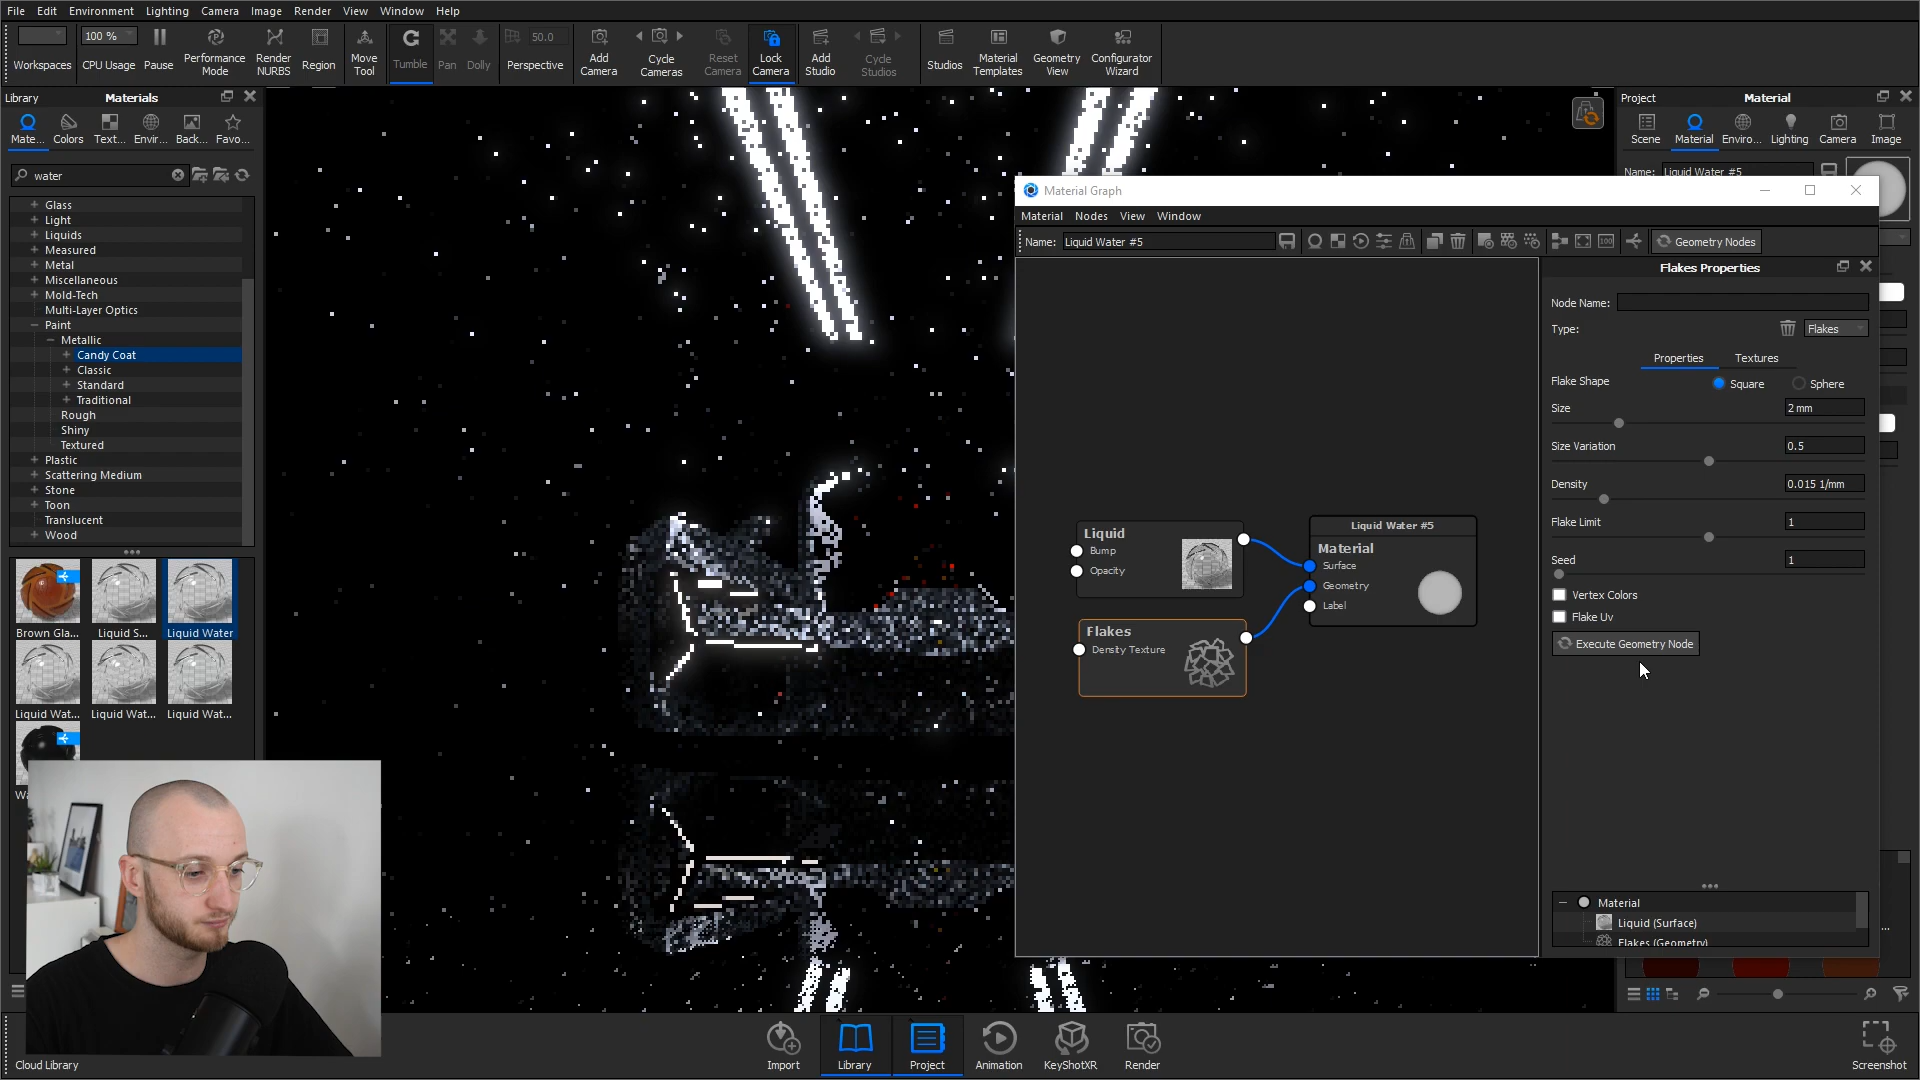 File Edit Environment Lighting Camera Image Render View Window Help
100 % 50.0
Workspaces CPU Usage Pause Performance Mode Render NURBS Region Move Tool Tumble Pan Dolly Perspective Add Camera Cycle Cameras Reset Camera Lock Camera Add Studio Cycle Studios Studios Material Templates Geometry View Configurator Wizard
Library Materials
Mate... Colors Text... Envir... Back... Favo...
water
Glass
Light
Liquids
Measured
Metal
Miscellaneous
Mold-Tech
Multi-Layer Optics
Paint
Metallic
Candy Coat
Classic
Standard
Traditional
Rough
Shiny
Textured
Plastic
Scattering Medium
Stone
Toon
Translucent
Wood
Brown Gla... Liquid S... Liquid Water
Liquid Wat... Liquid Wat... Liquid Wat...
Cloud Library
Project Material
Scene Material Enviro... Lighting Camera Image
Name: Liquid Water #5
Material Graph
Material Nodes View Window
Name: Liquid Water #5 100 Geometry Nodes
Liquid
Bump
Opacity
Flakes
Density Texture
Liquid Water #5
Material
Surface
Geometry
Label
Flakes Properties
Node Name:
Type: Flakes
Properties Textures
Flake Shape Square Sphere
Size 2 mm
Size Variation 0.5
Density 0.015 1/mm
Flake Limit 1
Seed 1
Vertex Colors
Flake Uv
Execute Geometry Node
Material
Liquid (Surface)
Flakes (Geometry)
Import Library Project Animation KeyShotXR Render Screenshot